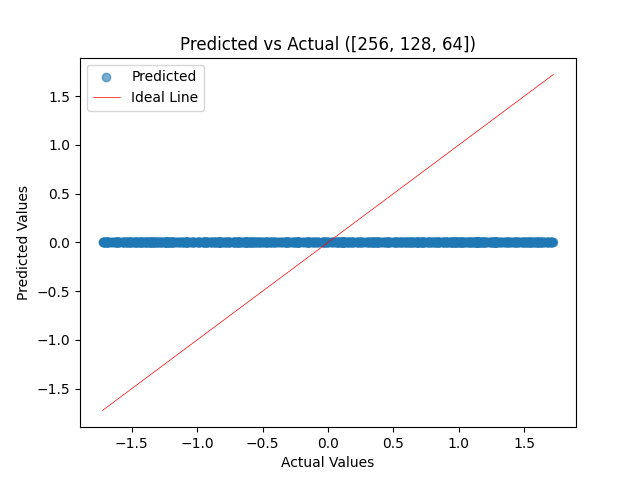 Predicted vs Actual ([256, 128, 64])
Predicted
Ideal Line
1.5
1.0
0.5
0.0
−0.5
−1.0
−1.5
Predicted Values
−1.5
−1.0
−0.5
0.0
0.5
1.0
1.5
Actual Values